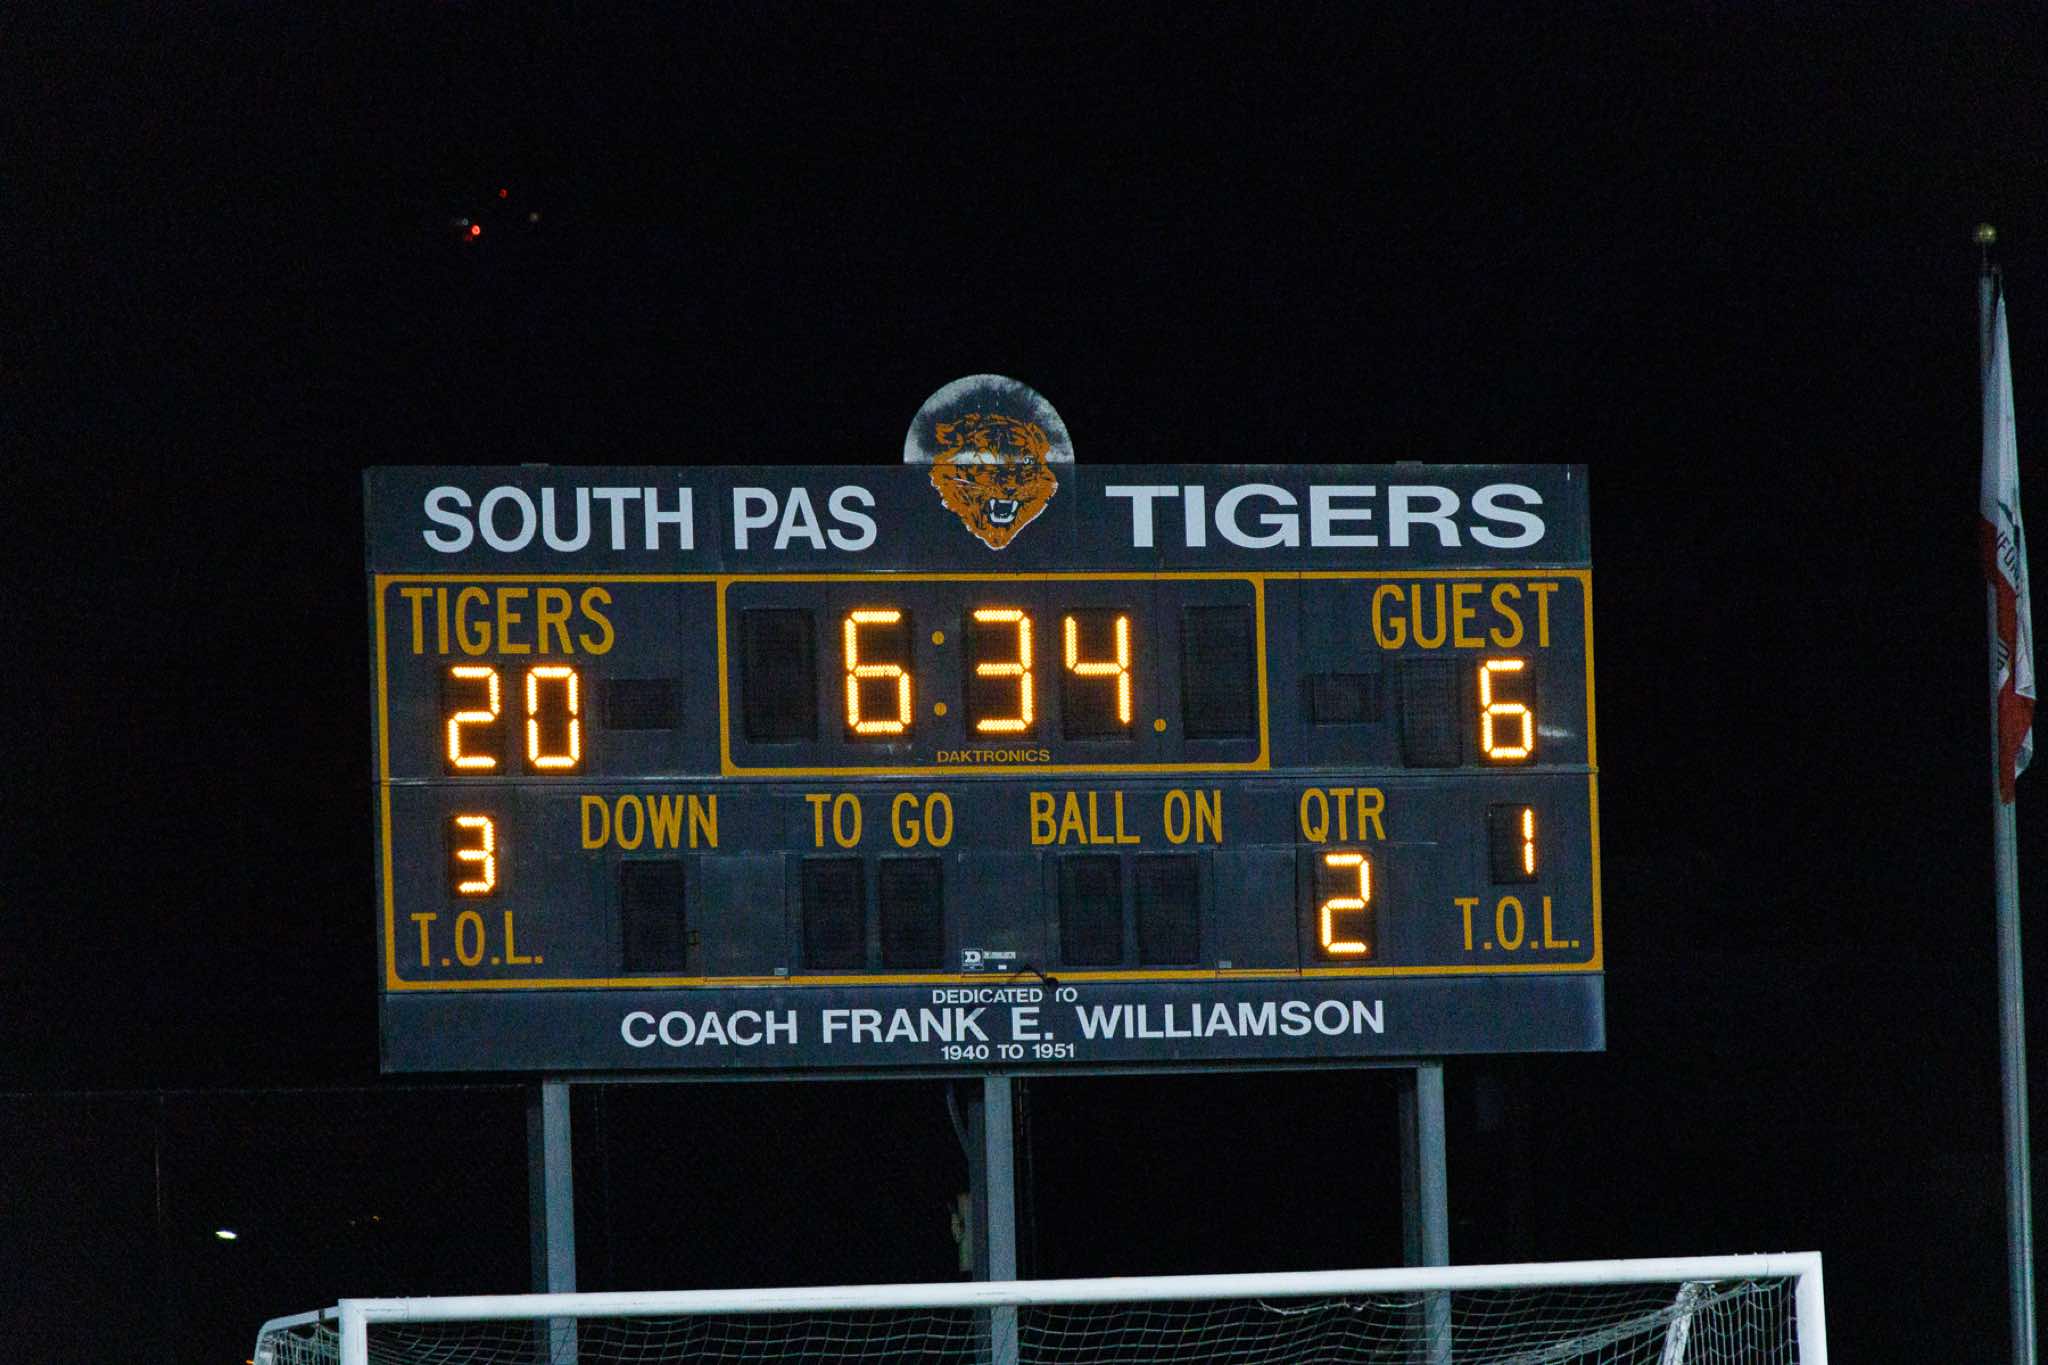 SOUTH PAS TIGERS
TIGERS 6:34 GUEST
20 6
DAKTRONICS
DOWN TO GO BALL ON QTR
3 2 1
T.O.L. T.O.L.
DEDICATED TO
COACH FRANK E. WILLIAMSON
1940 TO 1951